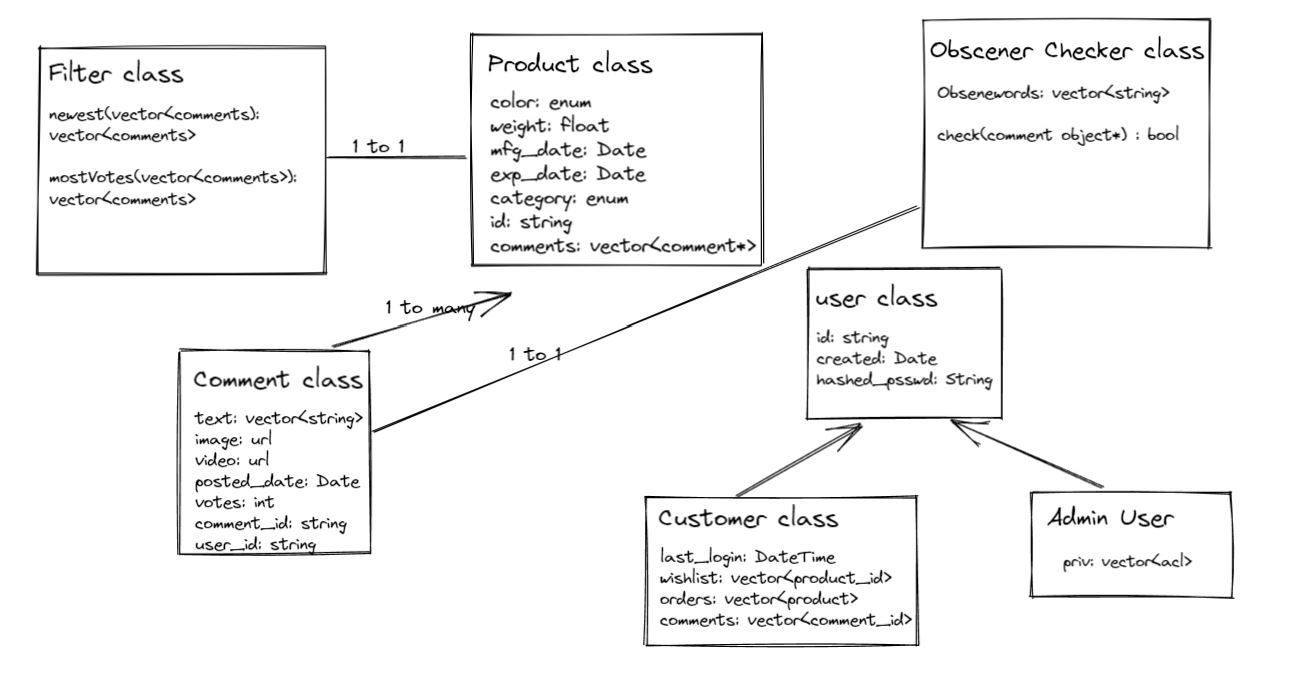 Filter class
newest(vector<comments):
vector<comments>
mostVotes(vector<comments>):
vector<comments>
1 to 1
Product class
color: enum
weight: float
mfg_date: Date
exp_date: Date
category: enum
id: string
comments: vector<comment*>
Obscener Checker class
Obsenewords: vector<string>
check(comment object*) : bool
1 to many
1 to 1
Comment class
text: vector<string>
image: url
video: url
posted_date: Date
votes: int
comment_id: string
user_id: string
user class
id: string
created: Date
hashed_psswd: String
Customer class
last_login: DateTime
wishlist: vector<product_id>
orders: vector<product>
comments: vector<comment_id>
Admin User
priv: vector<acl>